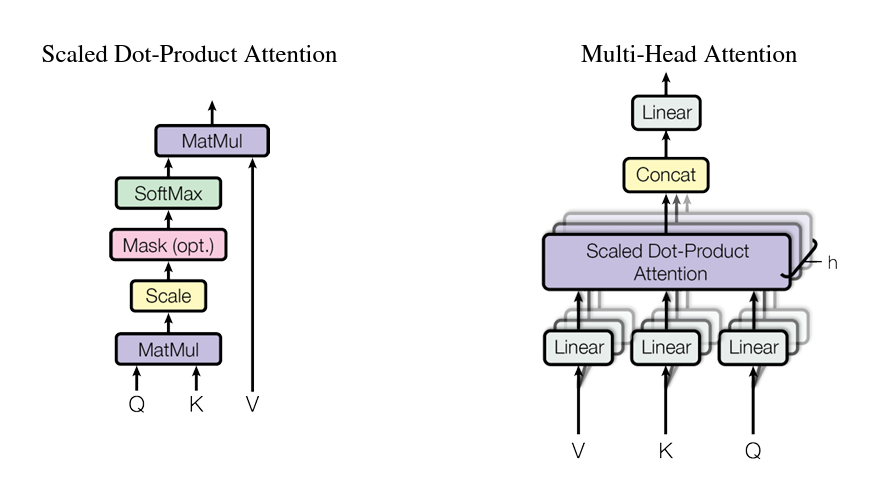 Scaled Dot-Product Attention
MatMul
SoftMax
Mask (opt.)
Scale
MatMul
Q K V
Multi-Head Attention
Linear
Concat
Scaled Dot-Product
Attention
h
Linear Linear Linear
V K Q